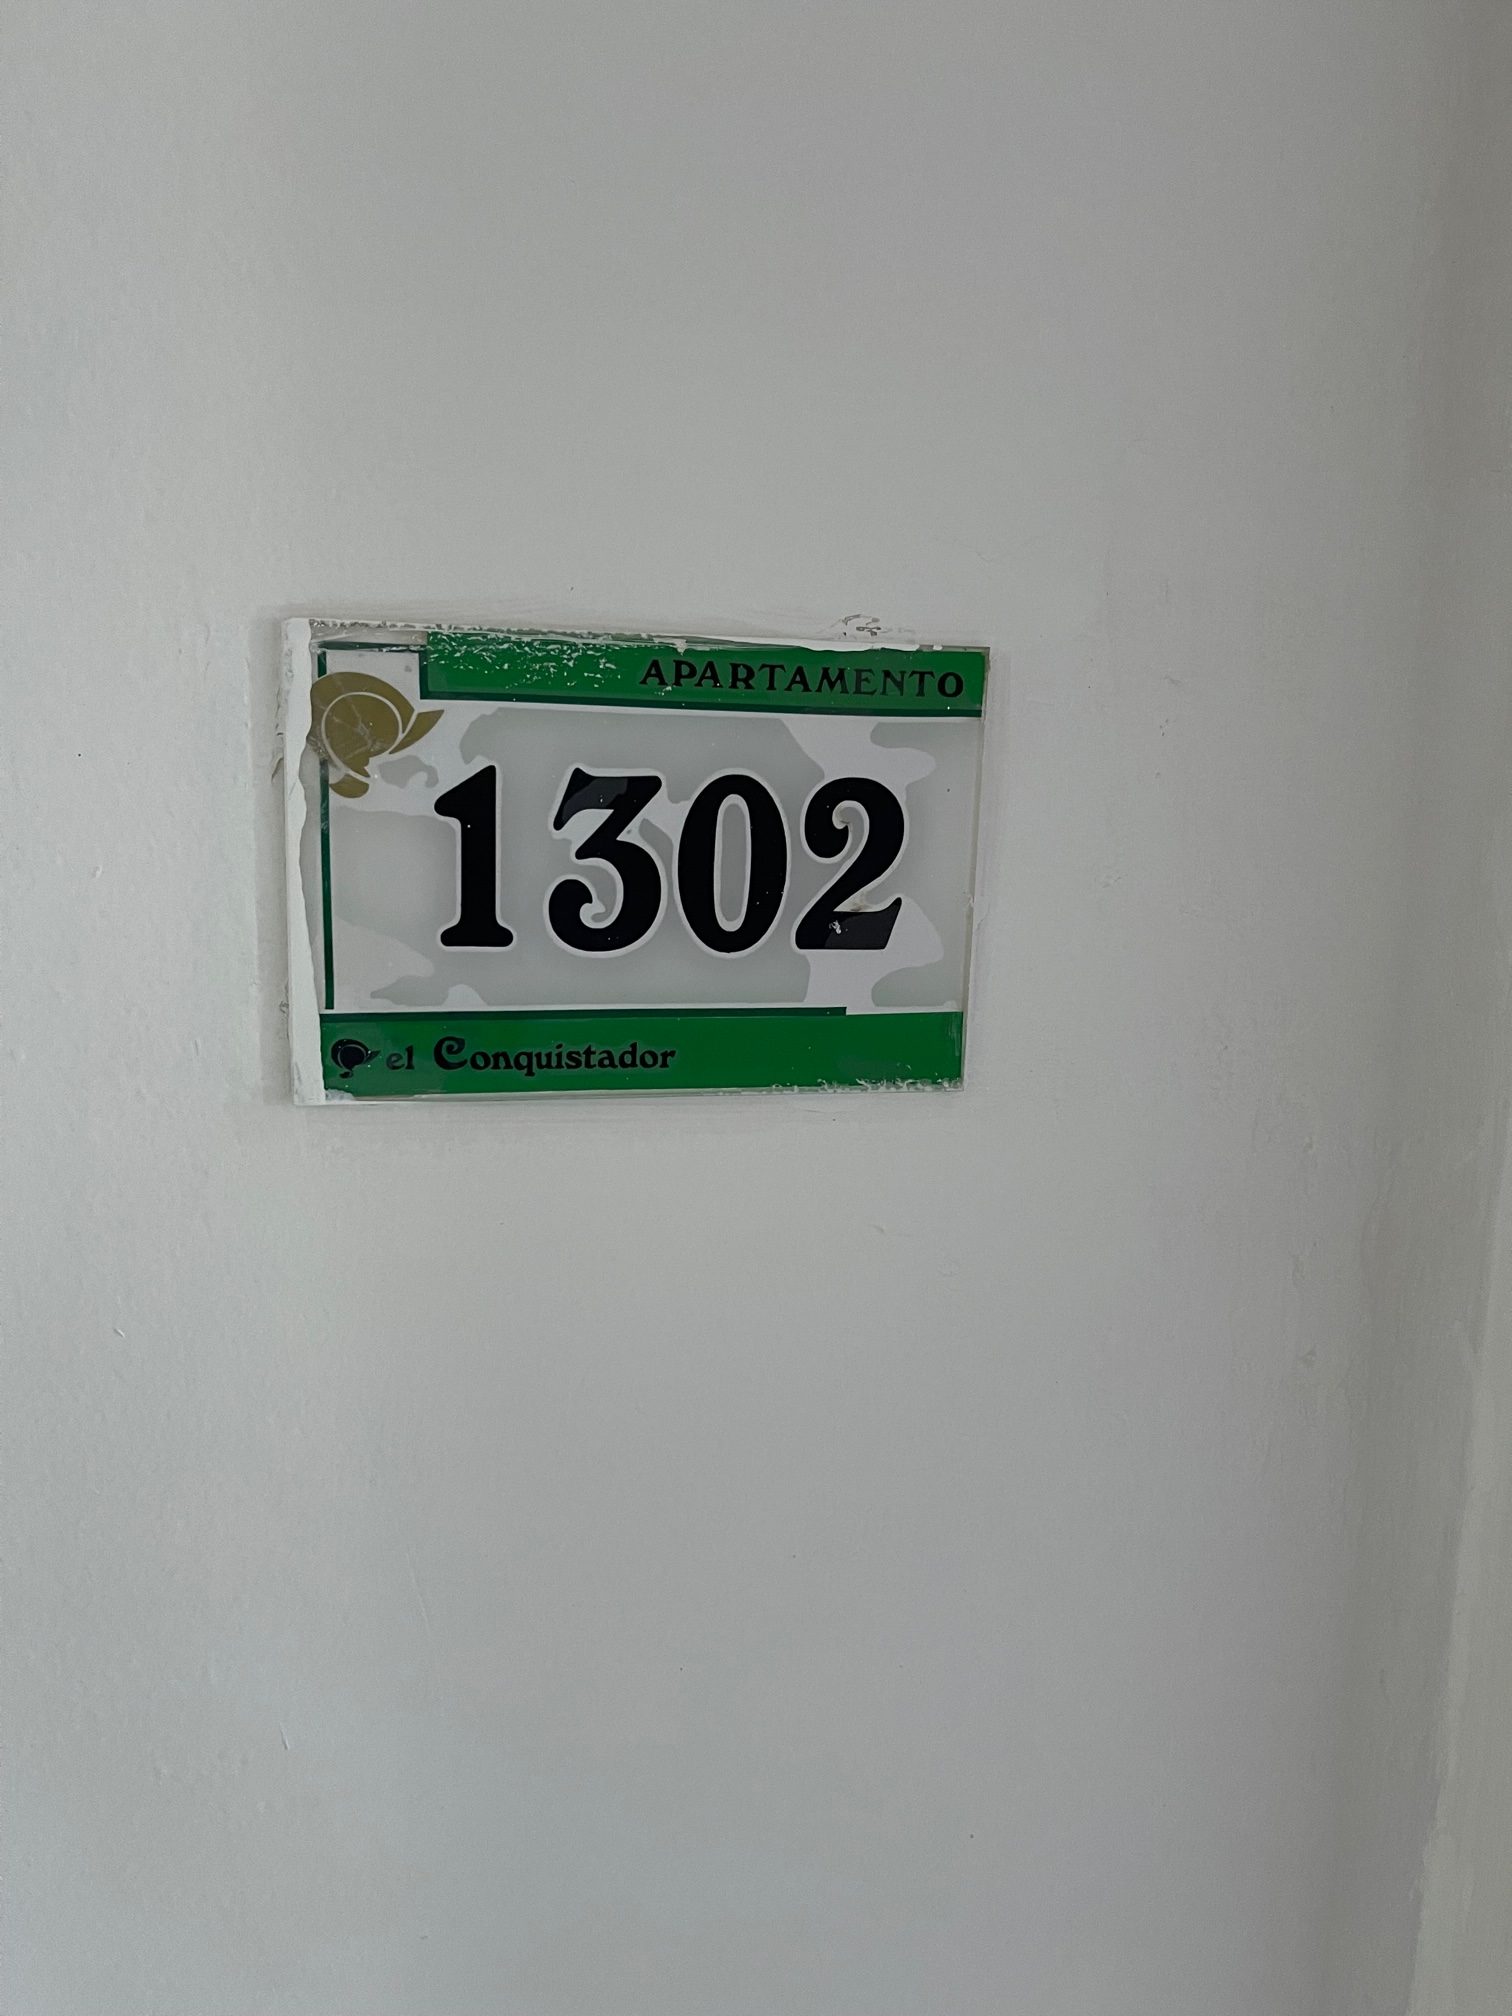 APARTAMENTO
1302
el Conquistador